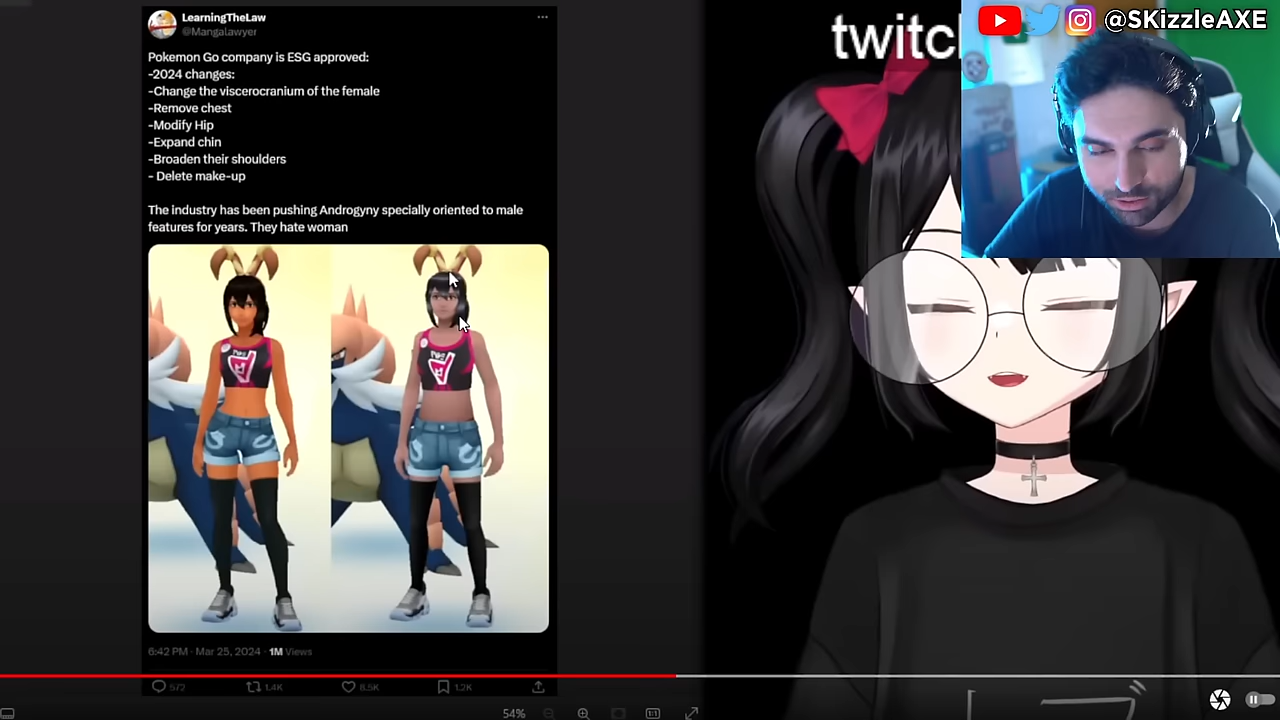 LearningTheLaw
@MangaLawyer
Pokemon Go company is ESG approved:
-2024 changes:
-Change the viscerocranium of the female
-Remove chest
-Modify Hip
-Expand chin
-Broaden their shoulders
- Delete make-up
The industry has been pushing Androgyny specially oriented to male
features for years. They hate woman
6:42 PM · Mar 25, 2024 · 1M Views
572 1.4K 8.5K 1.2K
54%
twitc
@SKizzleAXE